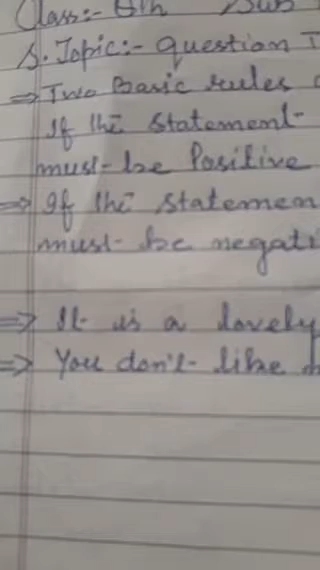 Class:- 8th Sub
S. Topic:- Question T
⇒ Two Basic rules
If the Statement-
must- be Positive
⇒ If the Statemen
must- be negati
⇒ It- is a lovely
⇒ You don't- like